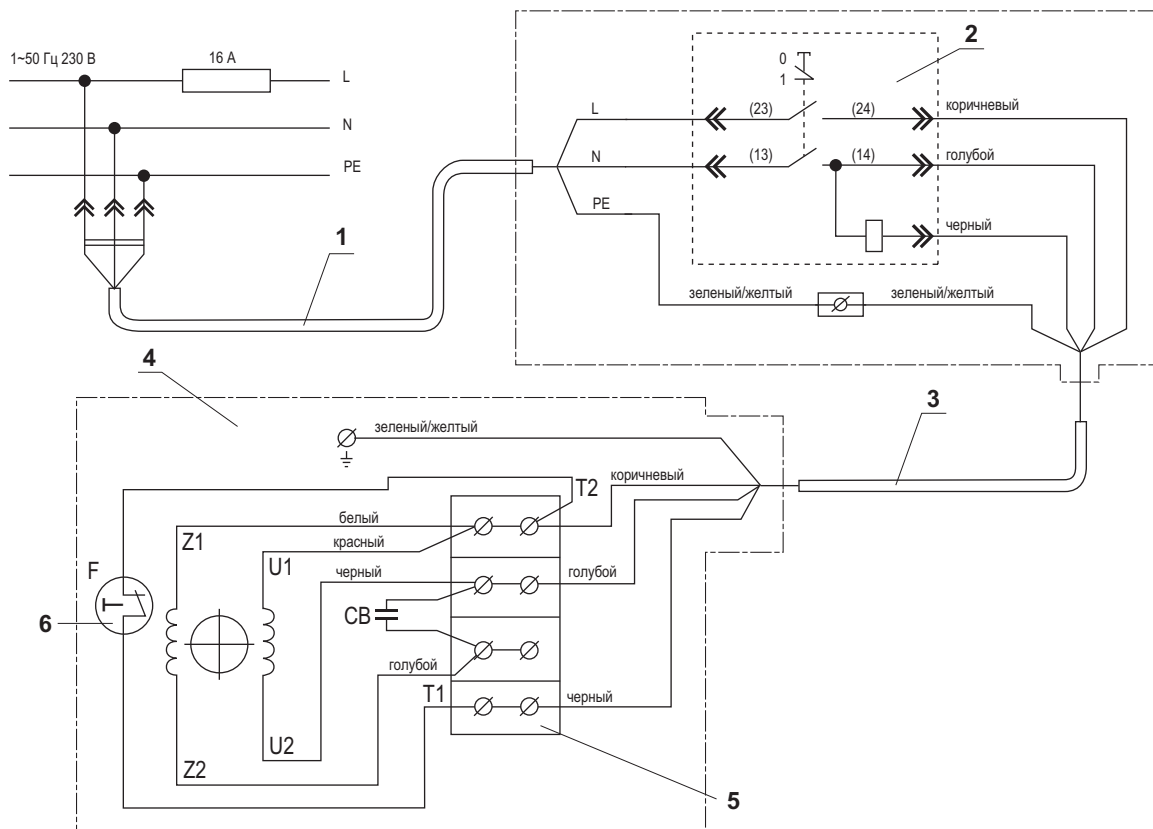 1~50 Гц 230 В
16 А
L
N
PE
1
2
0
1
L
(23)
(24)
коричневый
N
(13)
(14)
голубой
PE
черный
зеленый/желтый
зеленый/желтый
3
4
зеленый/желтый
коричневый
T2
белый
Z1
красный
U1
F
черный
голубой
6
CB
голубой
T1
черный
U2
Z2
5